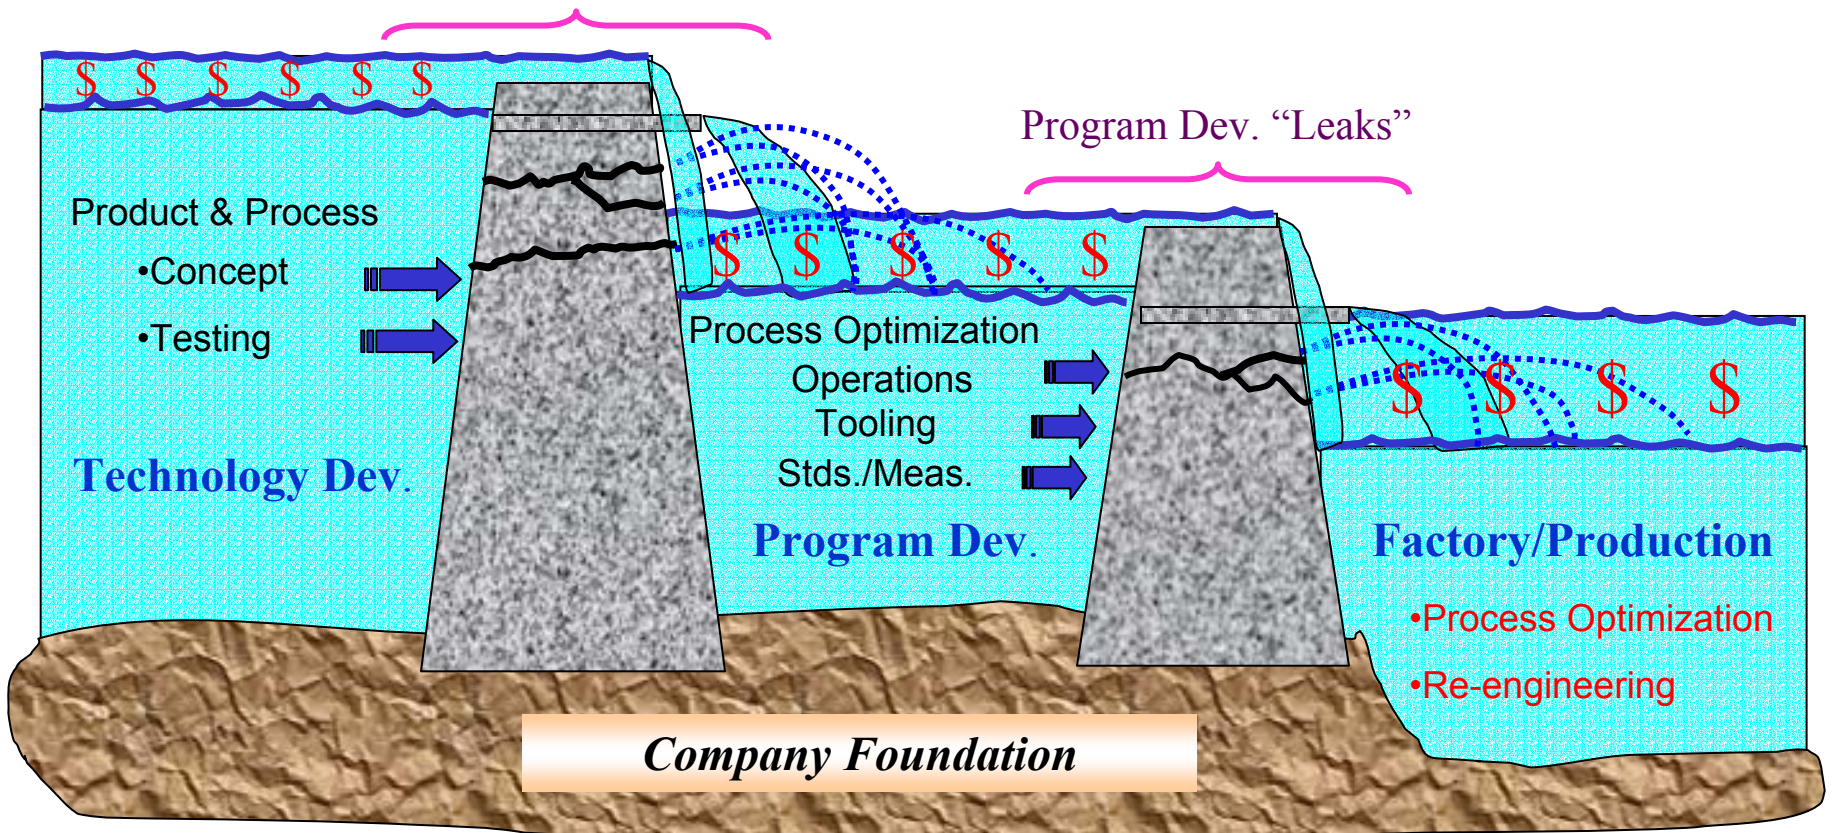 $ $ $ $ $ $
Program Dev. “Leaks”
Product & Process
•Concept
•Testing
$ $ $ $ $
Process Optimization
Operations
Tooling
Stds./Meas.
$ $ $ $
Technology Dev.
Program Dev.
Factory/Production
•Process Optimization
•Re-engineering
Company Foundation